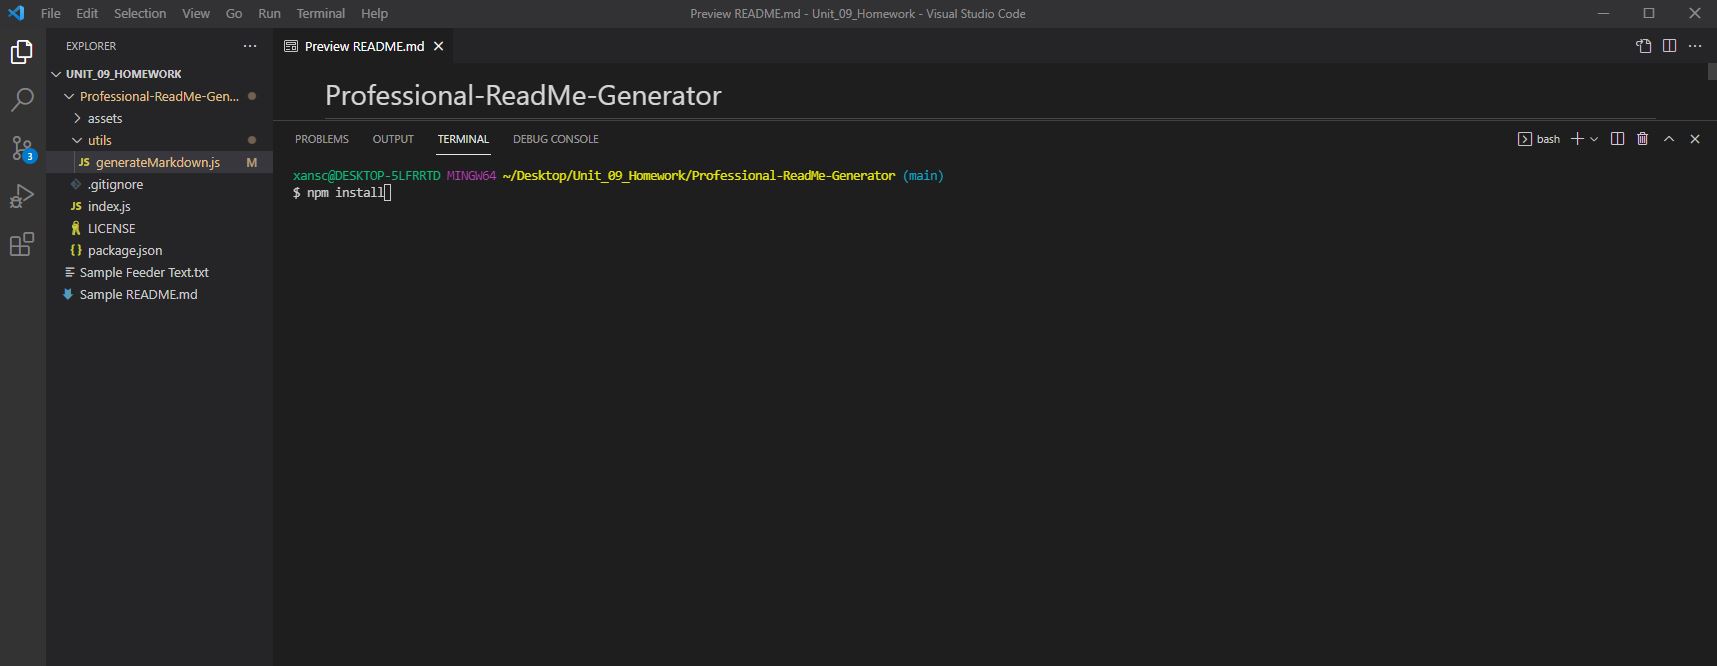 File Edit Selection View Go Run Terminal Help
Preview README.md - Unit_09_Homework - Visual Studio Code
EXPLORER
Preview README.md
UNIT_09_HOMEWORK
Professional-ReadMe-Gen...
assets
utils
JS generateMarkdown.js M
.gitignore
JS index.js
LICENSE
{} package.json
Sample Feeder Text.txt
Sample README.md
3
Professional-ReadMe-Generator
PROBLEMS OUTPUT TERMINAL DEBUG CONSOLE
bash
xansc@DESKTOP-5LFRRTD MINGW64 ~/Desktop/Unit_09_Homework/Professional-ReadMe-Generator (main)
$ npm install